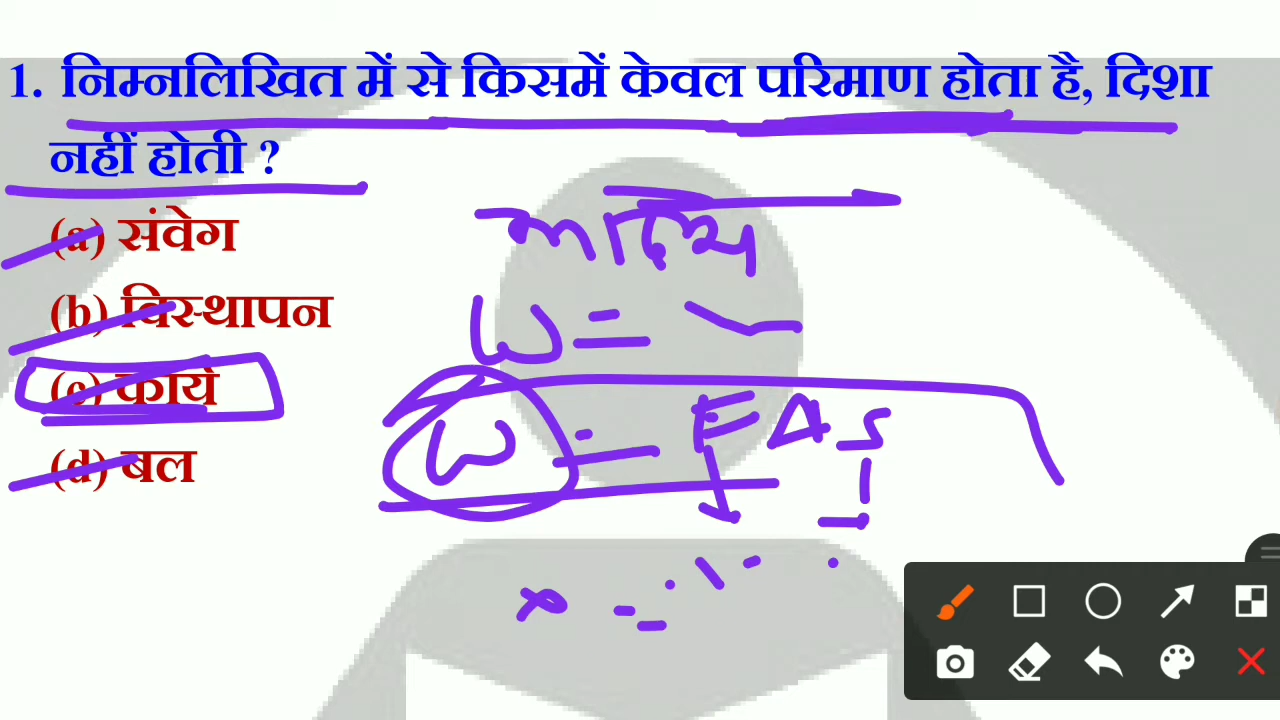 1. निम्नलिखित में से किसमें केवल परिमाण होता है, दिशा
नहीं होती ?
(a) संवेग
(b) विस्थापन
(c) कार्य
(d) बल
W =
W = F Δ s